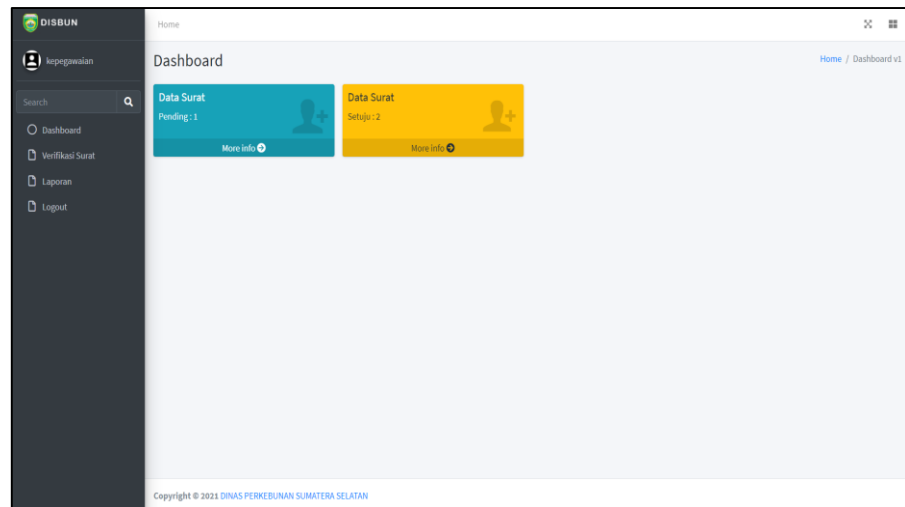 DISBUN
kepegawaian
Search
Dashboard
Verifikasi Surat
Laporan
Logout
Home
Dashboard
Home / Dashboard v1
Data Surat
Pending : 1
More info
Data Surat
Setuju : 2
More info
Copyright © 2021 DINAS PERKEBUNAN SUMATERA SELATAN